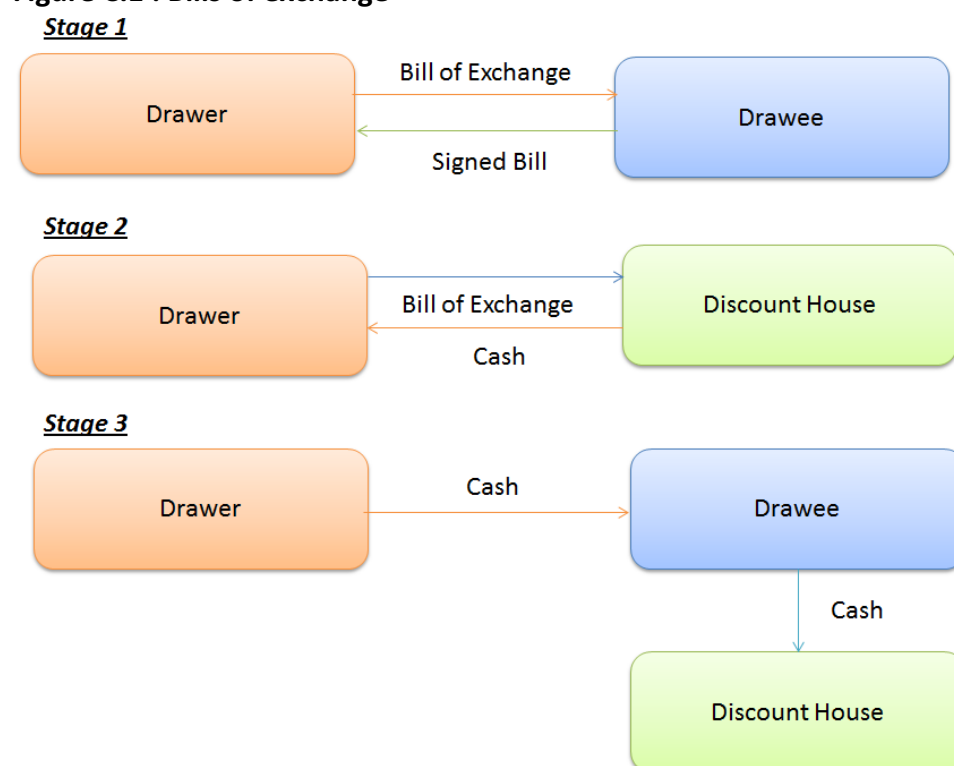 Stage 1
Bill of Exchange
Drawer
Drawee
Signed Bill
Stage 2
Drawer
Bill of Exchange
Discount House
Cash
Stage 3
Drawer
Cash
Drawee
Cash
Discount House